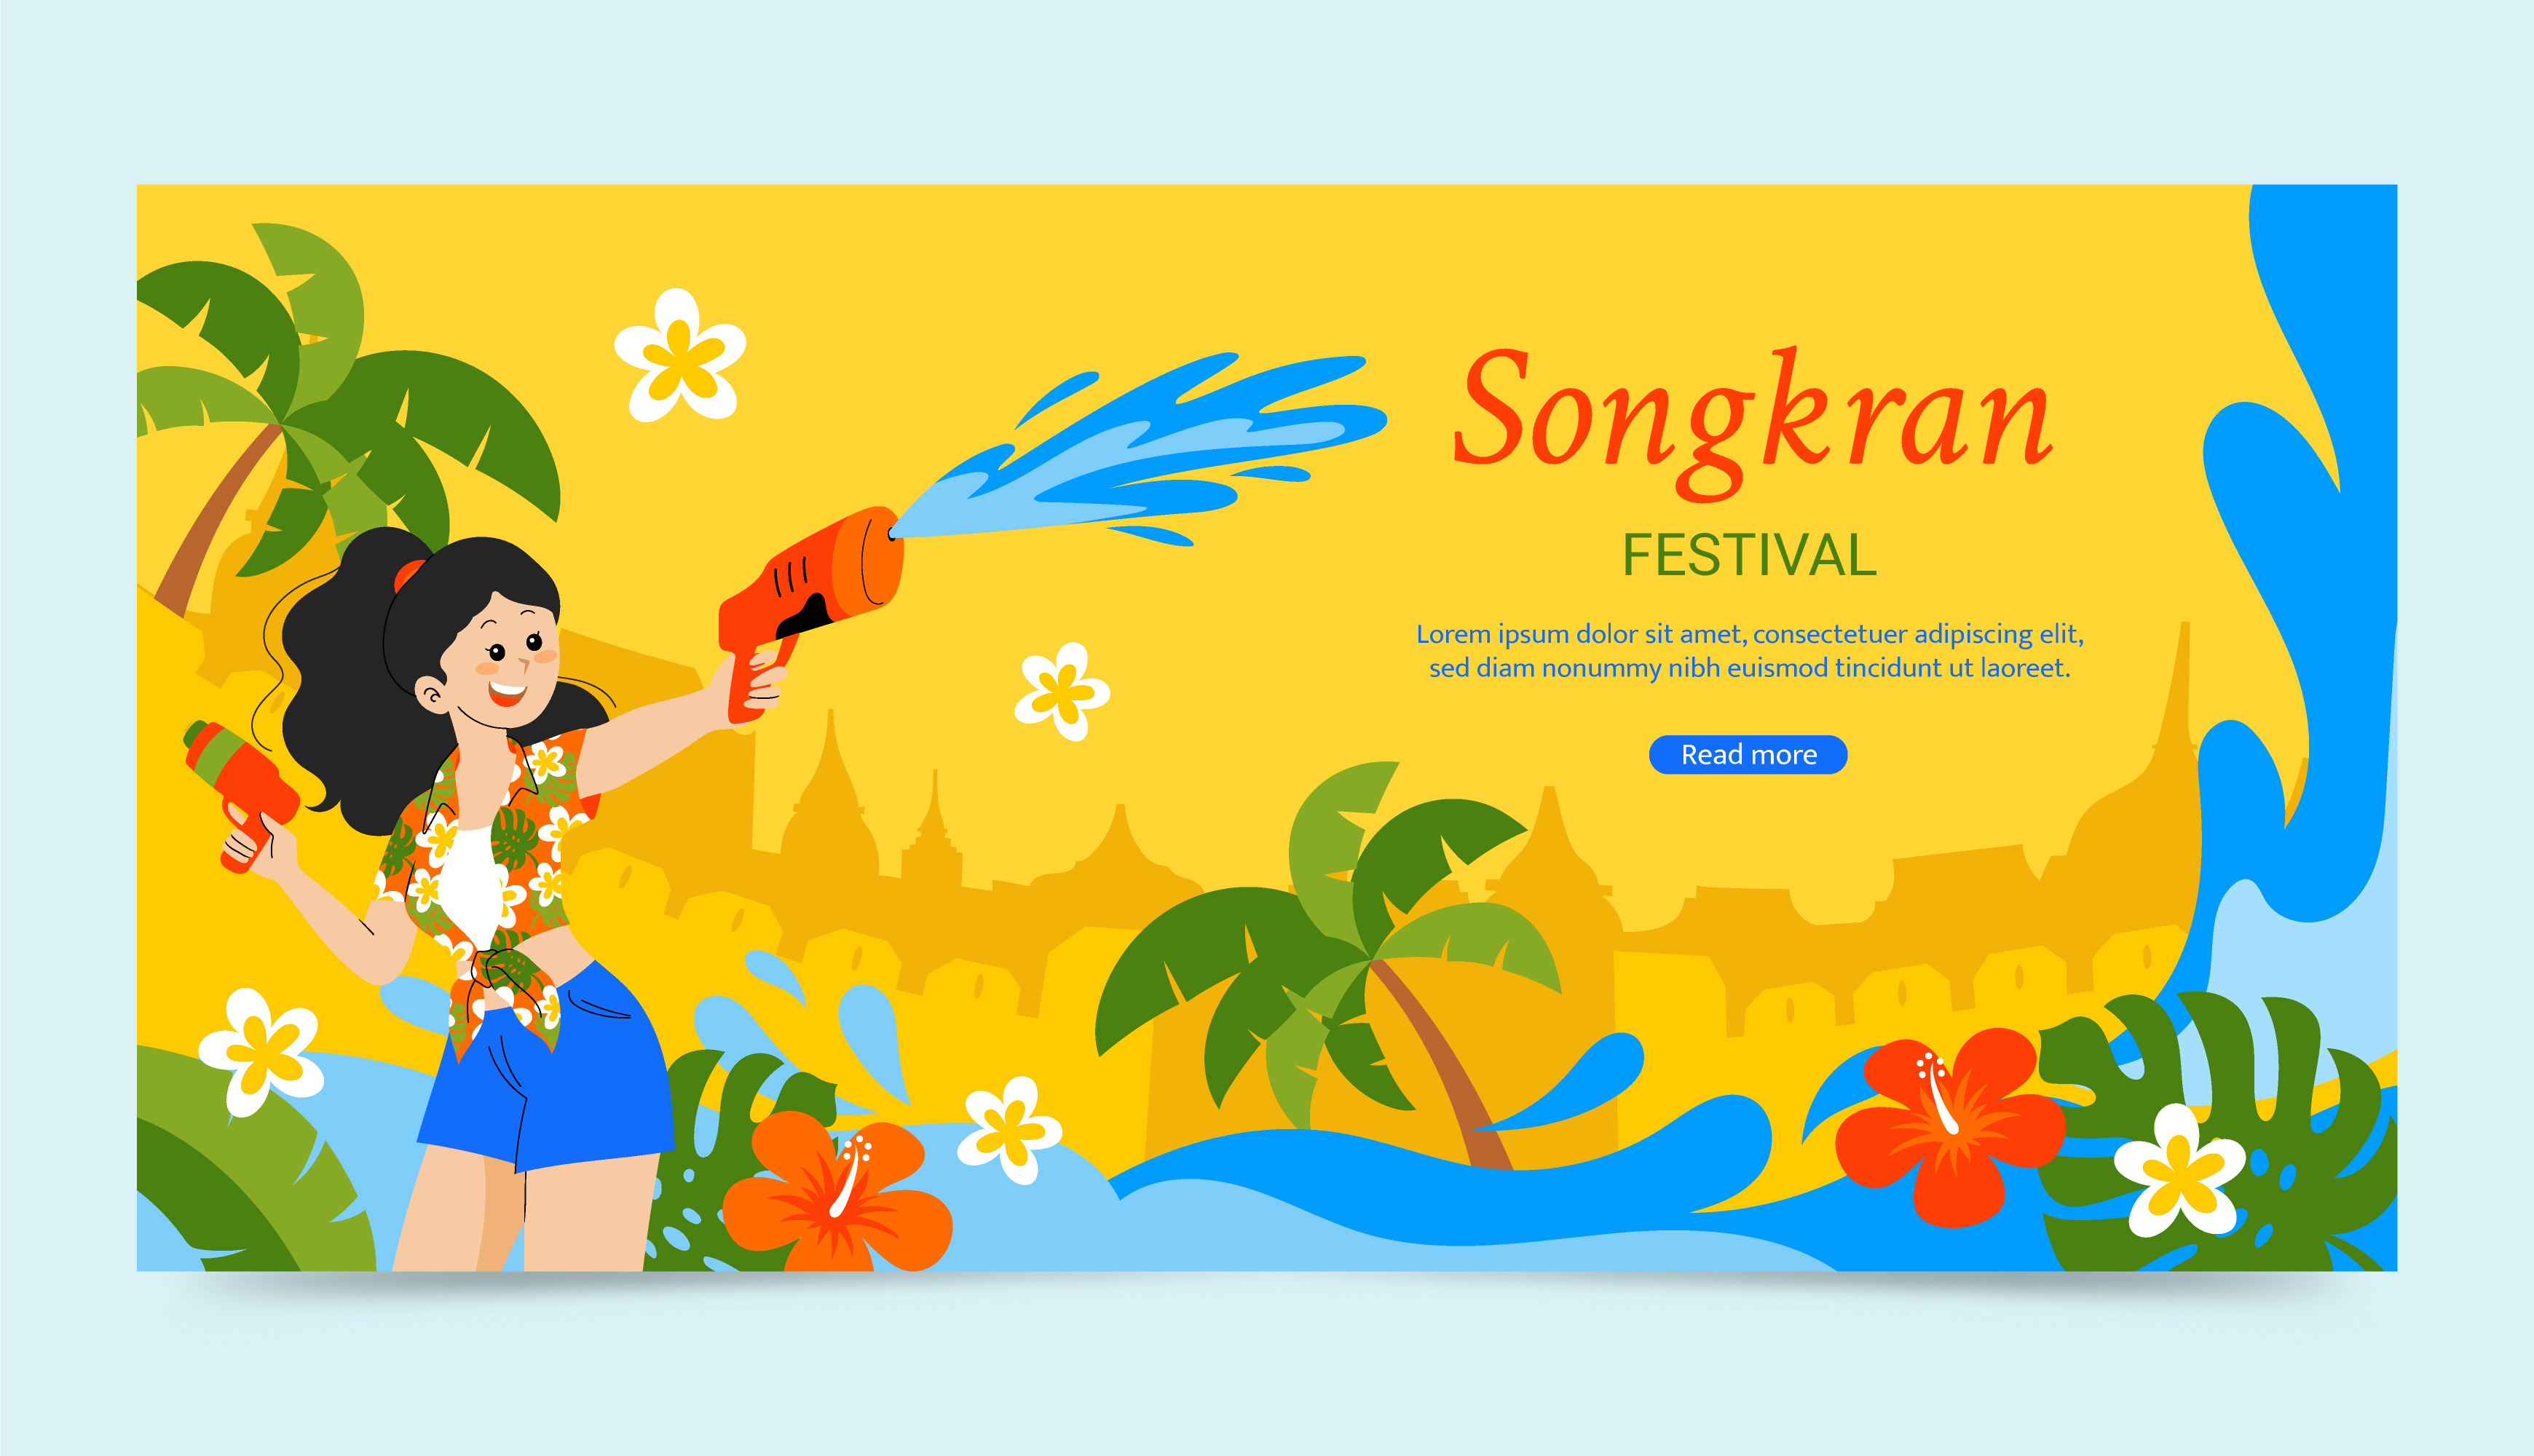 Songkran
FESTIVAL
Lorem ipsum dolor sit amet, consectetuer adipiscing elit,
sed diam nonummy nibh euismod tincidunt ut laoreet.
Read more